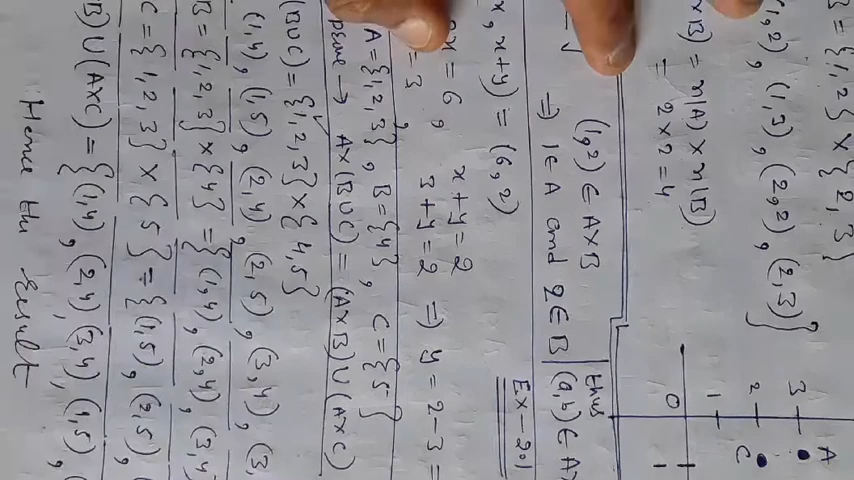 B = {1,2} × {2,3}
1,2), (1,3), (2,2), (2,3)}
×B) = n(A) × n(B)
= 2×2 = 4
3 A
2 C
1
0 1
(1,2) ∈ A×B
⇒ 1∈A and 2∈B
thus
(a,b) ∈ A×
Ex-2.1
x, x+y) = (6,2)
2x = 6, x+y=2
= 3, 3+y=2 ⇒ y = 2-3 =
A={1,2,3}, B={4}, C={5}
→ A×(B∪C) = (A×B)∪(A×C)
(B∪C) = {1,2,3}×{4,5}
(1,4), (1,5), (2,4), (2,5), (3,4), (3,
B = {1,2,3}×{4} = {(1,4), (2,4), (3,4
C = {1,2,3} × {5} = {(1,5), (2,5),
B) ∪ (A×C) = {(1,4), (2,4), (3,4), (1,5),
Hence the result